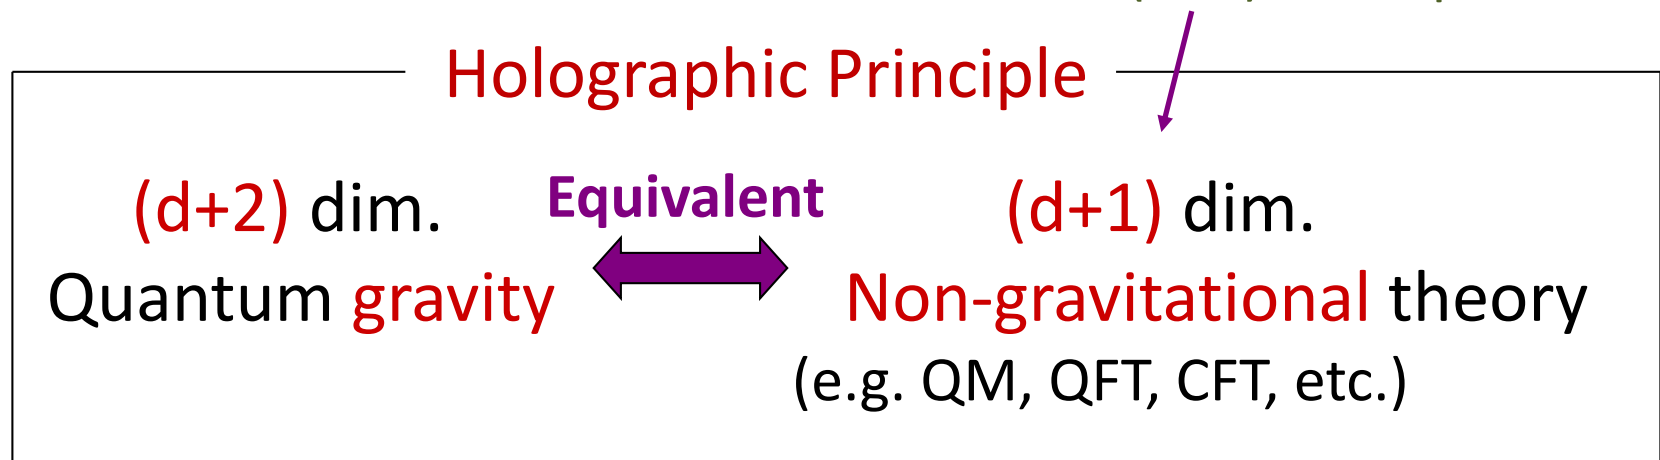 Holographic Principle
(d+2) dim. Equivalent (d+1) dim.
Quantum gravity Non-gravitational theory
(e.g. QM, QFT, CFT, etc.)